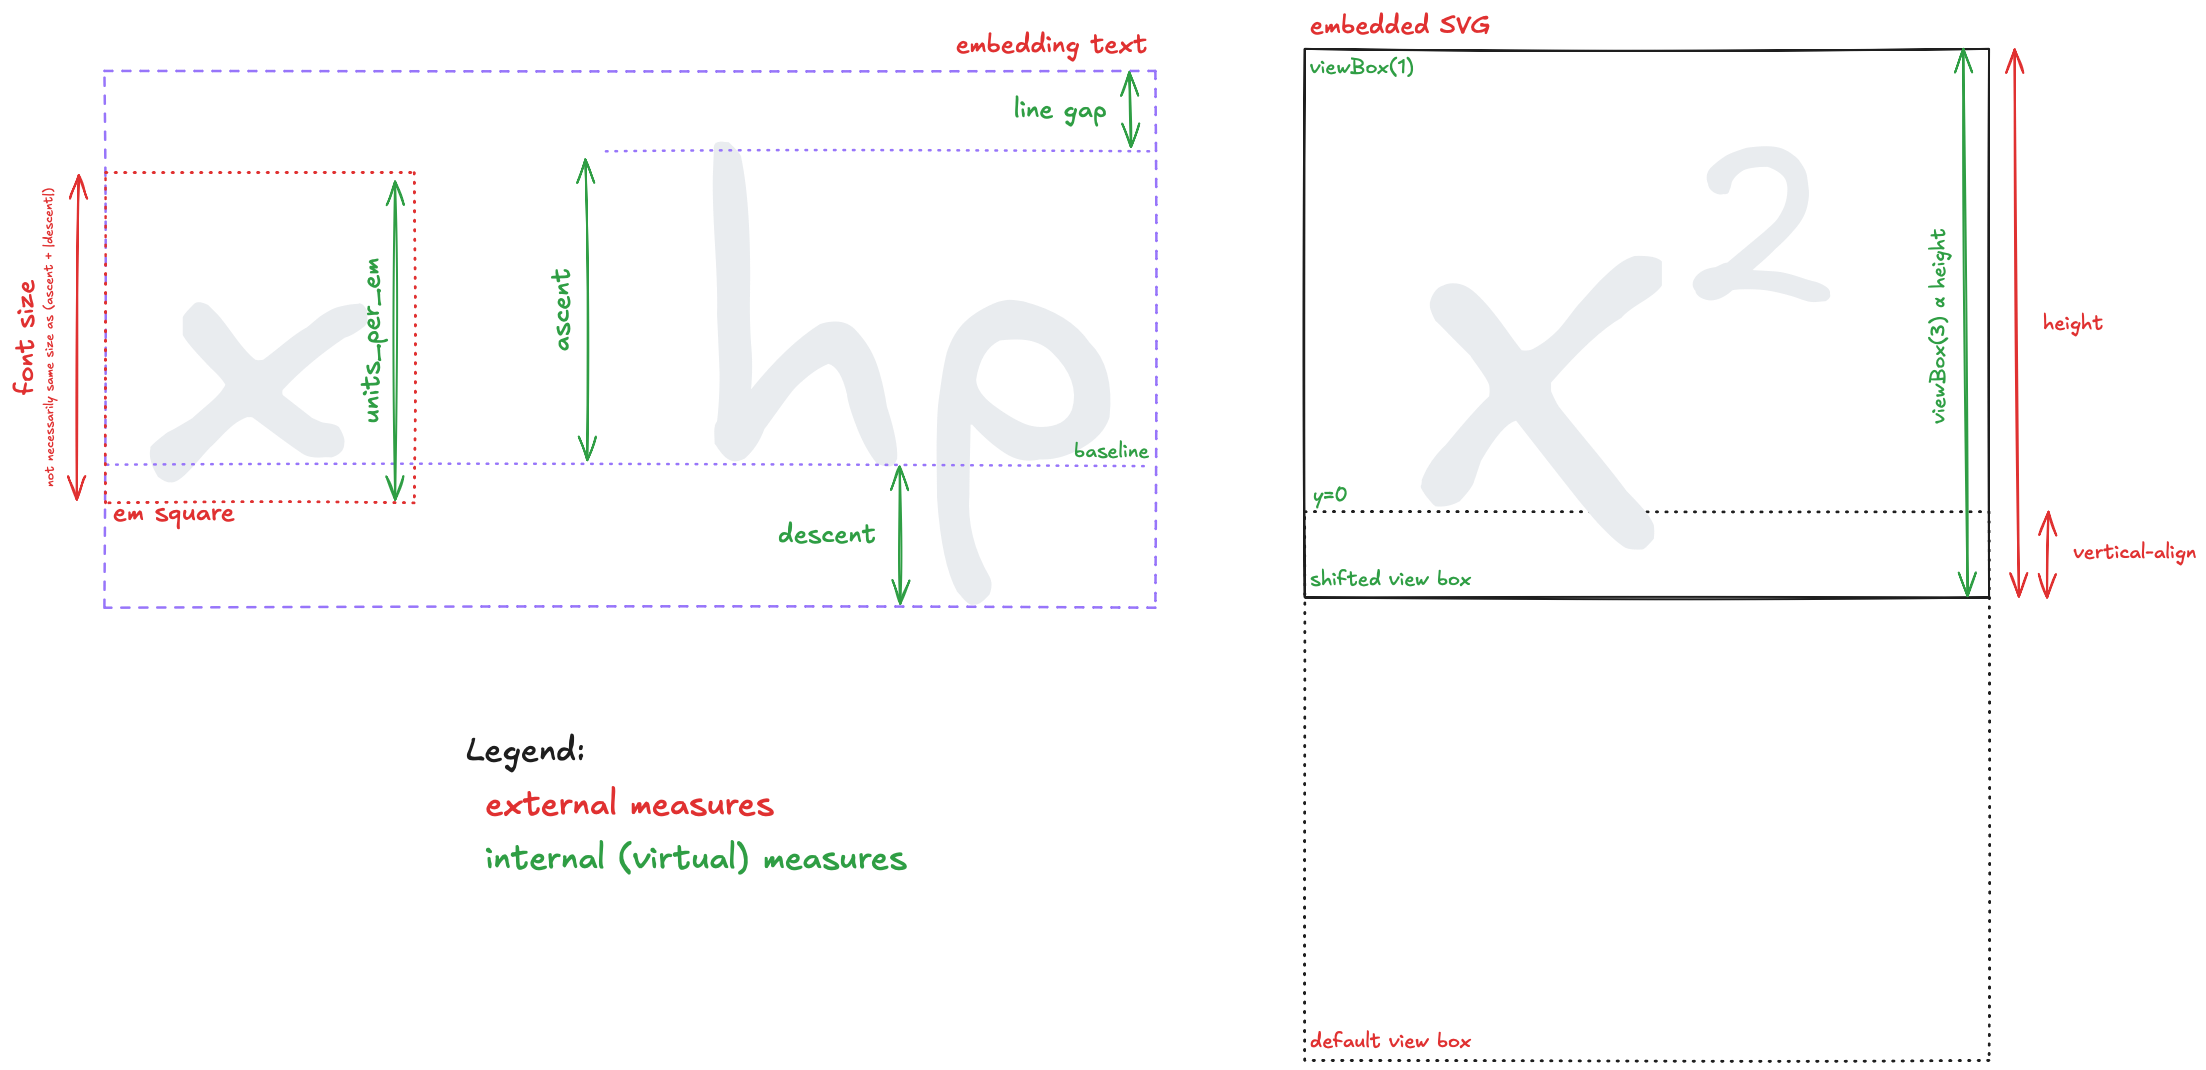 embedding text
line gap
font size
not necessarily same size as (ascent + |descent|)
x
units_per_em
em square
ascent
hp
baseline
descent
embedded SVG
viewBox(1)
x2
viewBox(3) α height
height
y=0
vertical-align
shifted view box
default view box
Legend:
external measures
internal (virtual) measures